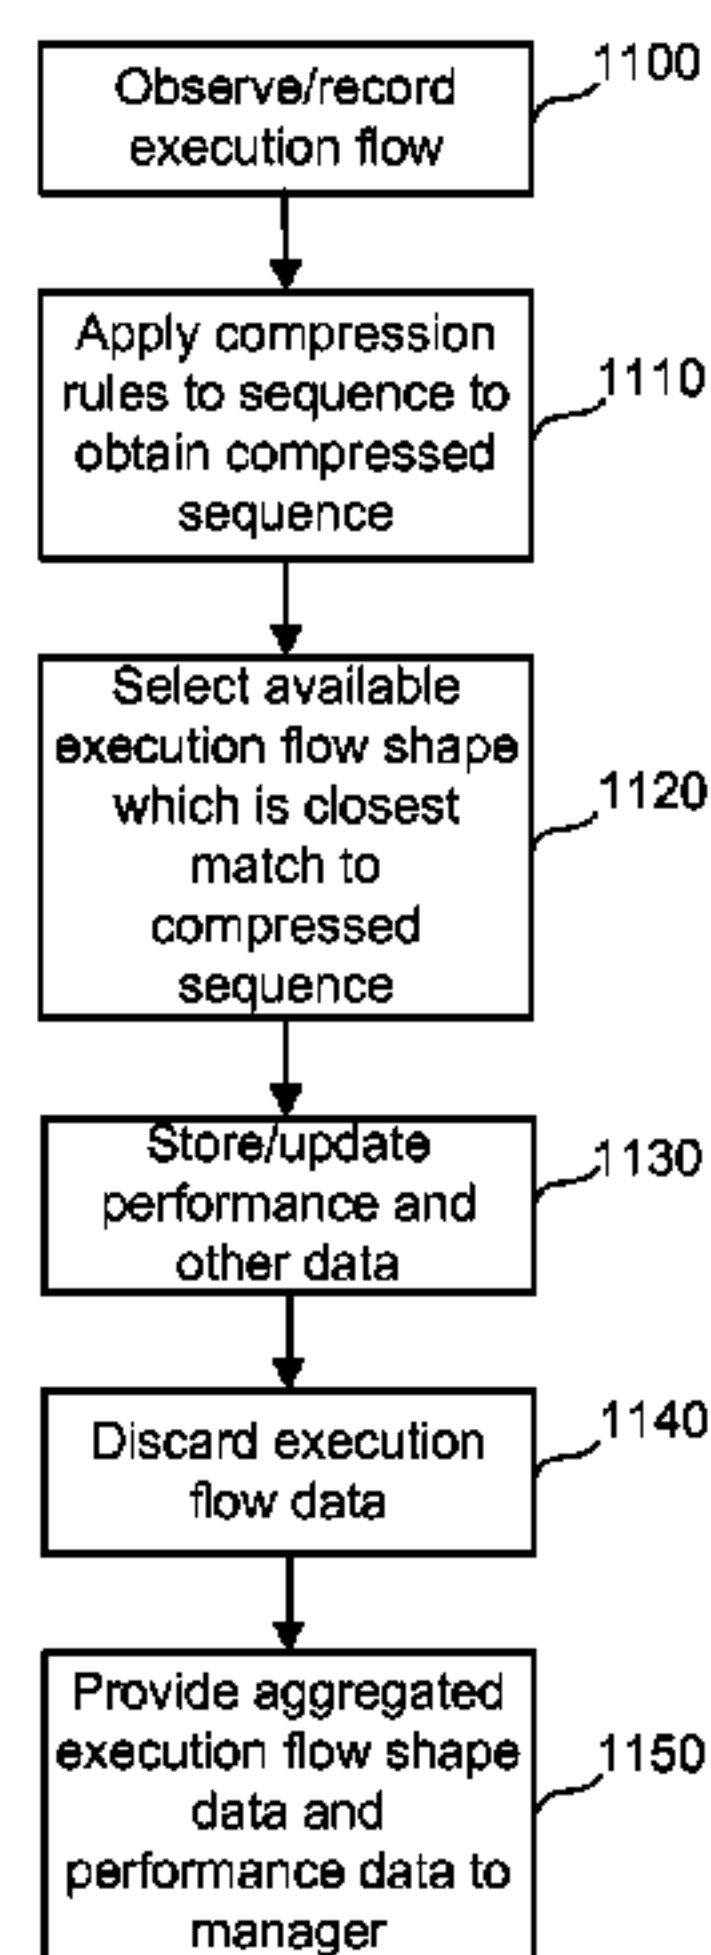 Observe/record
execution flow
1100
Apply compression
rules to sequence to
obtain compressed
sequence
1110
Select available
execution flow shape
which is closest
match to
compressed
sequence
1120
Store/update
performance and
other data
1130
Discard execution
flow data
1140
Provide aggregated
execution flow shape
data and
performance data to
manager
1150